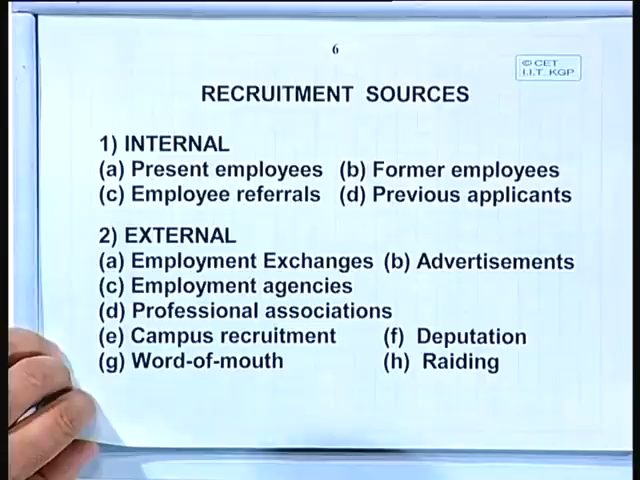 6
© CET
I.I.T. KGP
RECRUITMENT SOURCES
1) INTERNAL
(a) Present employees (b) Former employees
(c) Employee referrals (d) Previous applicants
2) EXTERNAL
(a) Employment Exchanges (b) Advertisements
(c) Employment agencies
(d) Professional associations
(e) Campus recruitment (f) Deputation
(g) Word-of-mouth (h) Raiding